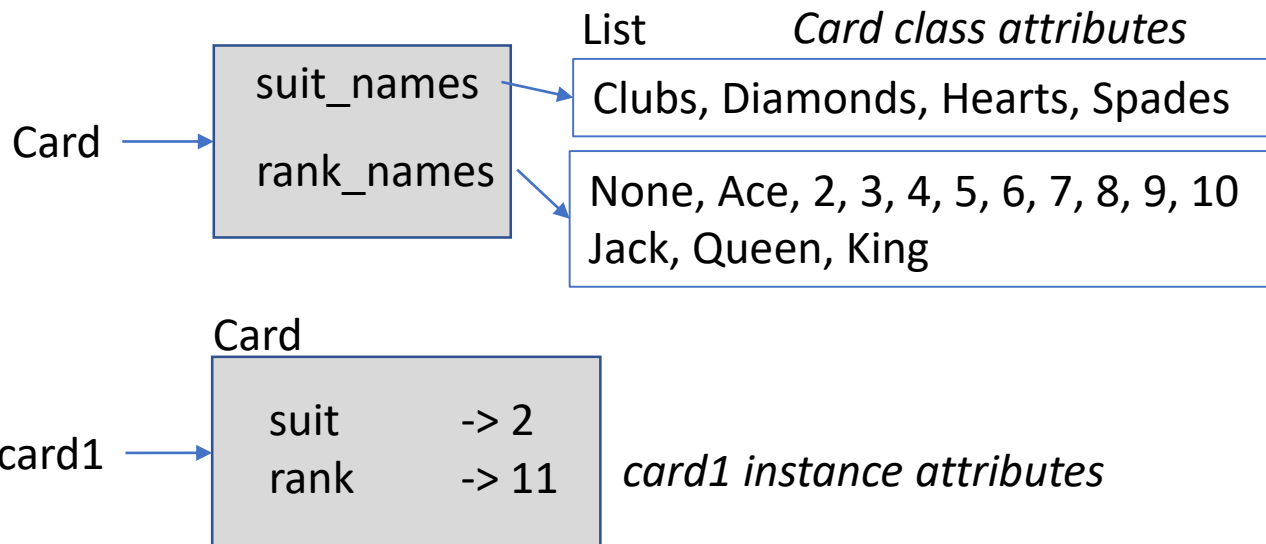 List Card class attributes
suit_names
Clubs, Diamonds, Hearts, Spades
Card
rank_names
None, Ace, 2, 3, 4, 5, 6, 7, 8, 9, 10
Jack, Queen, King
Card
suit -> 2
card1
rank -> 11
card1 instance attributes